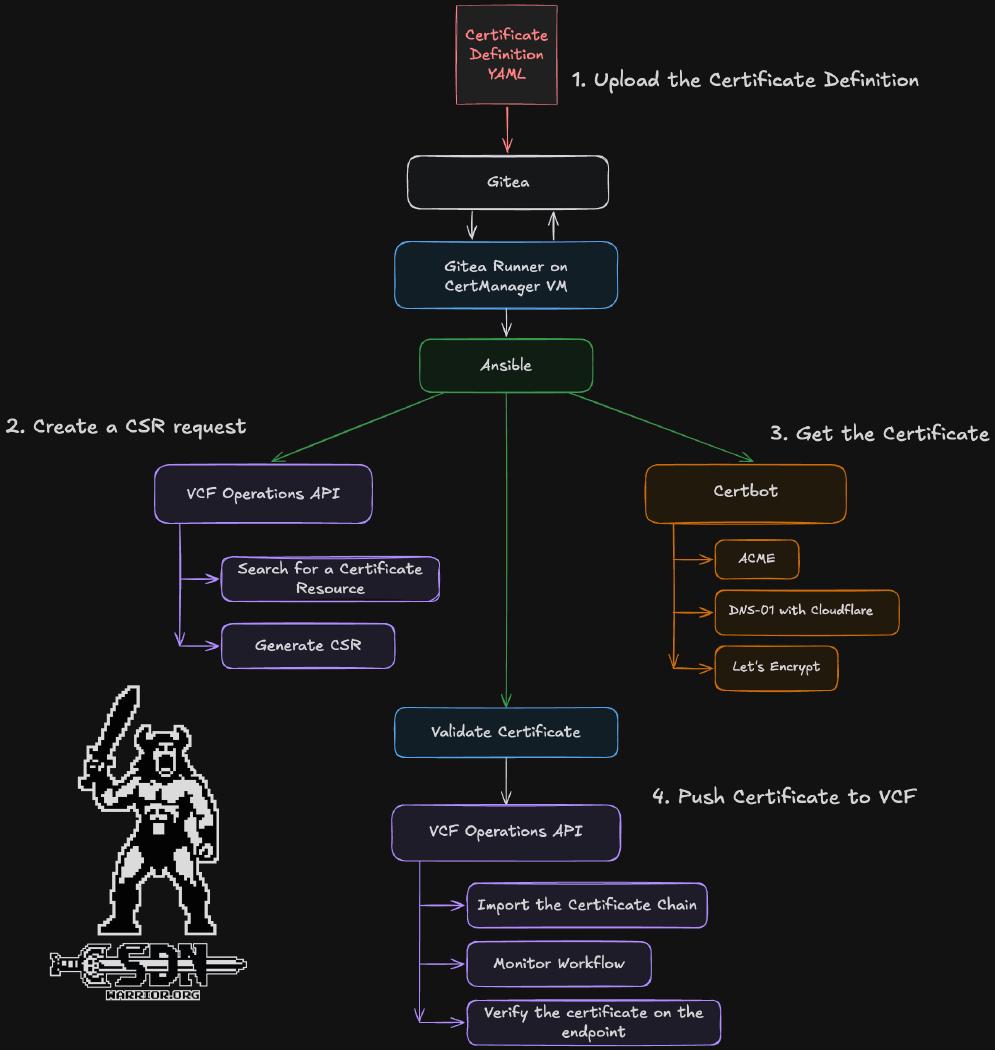 Certificate
Definition
YAML
1. Upload the Certificate Definition
Gitea
Gitea Runner on
CertManager VM
Ansible
2. Create a CSR request
3. Get the Certificate
VCF Operations API
Certbot
Search for a Certificate
Resource
Generate CSR
ACME
DNS-01 with Cloudflare
Let's Encrypt
Validate Certificate
4. Push Certificate to VCF
VCF Operations API
Import the Certificate Chain
Monitor Workflow
Verify the certificate on the
endpoint
SDN
WARRIOR.ORG